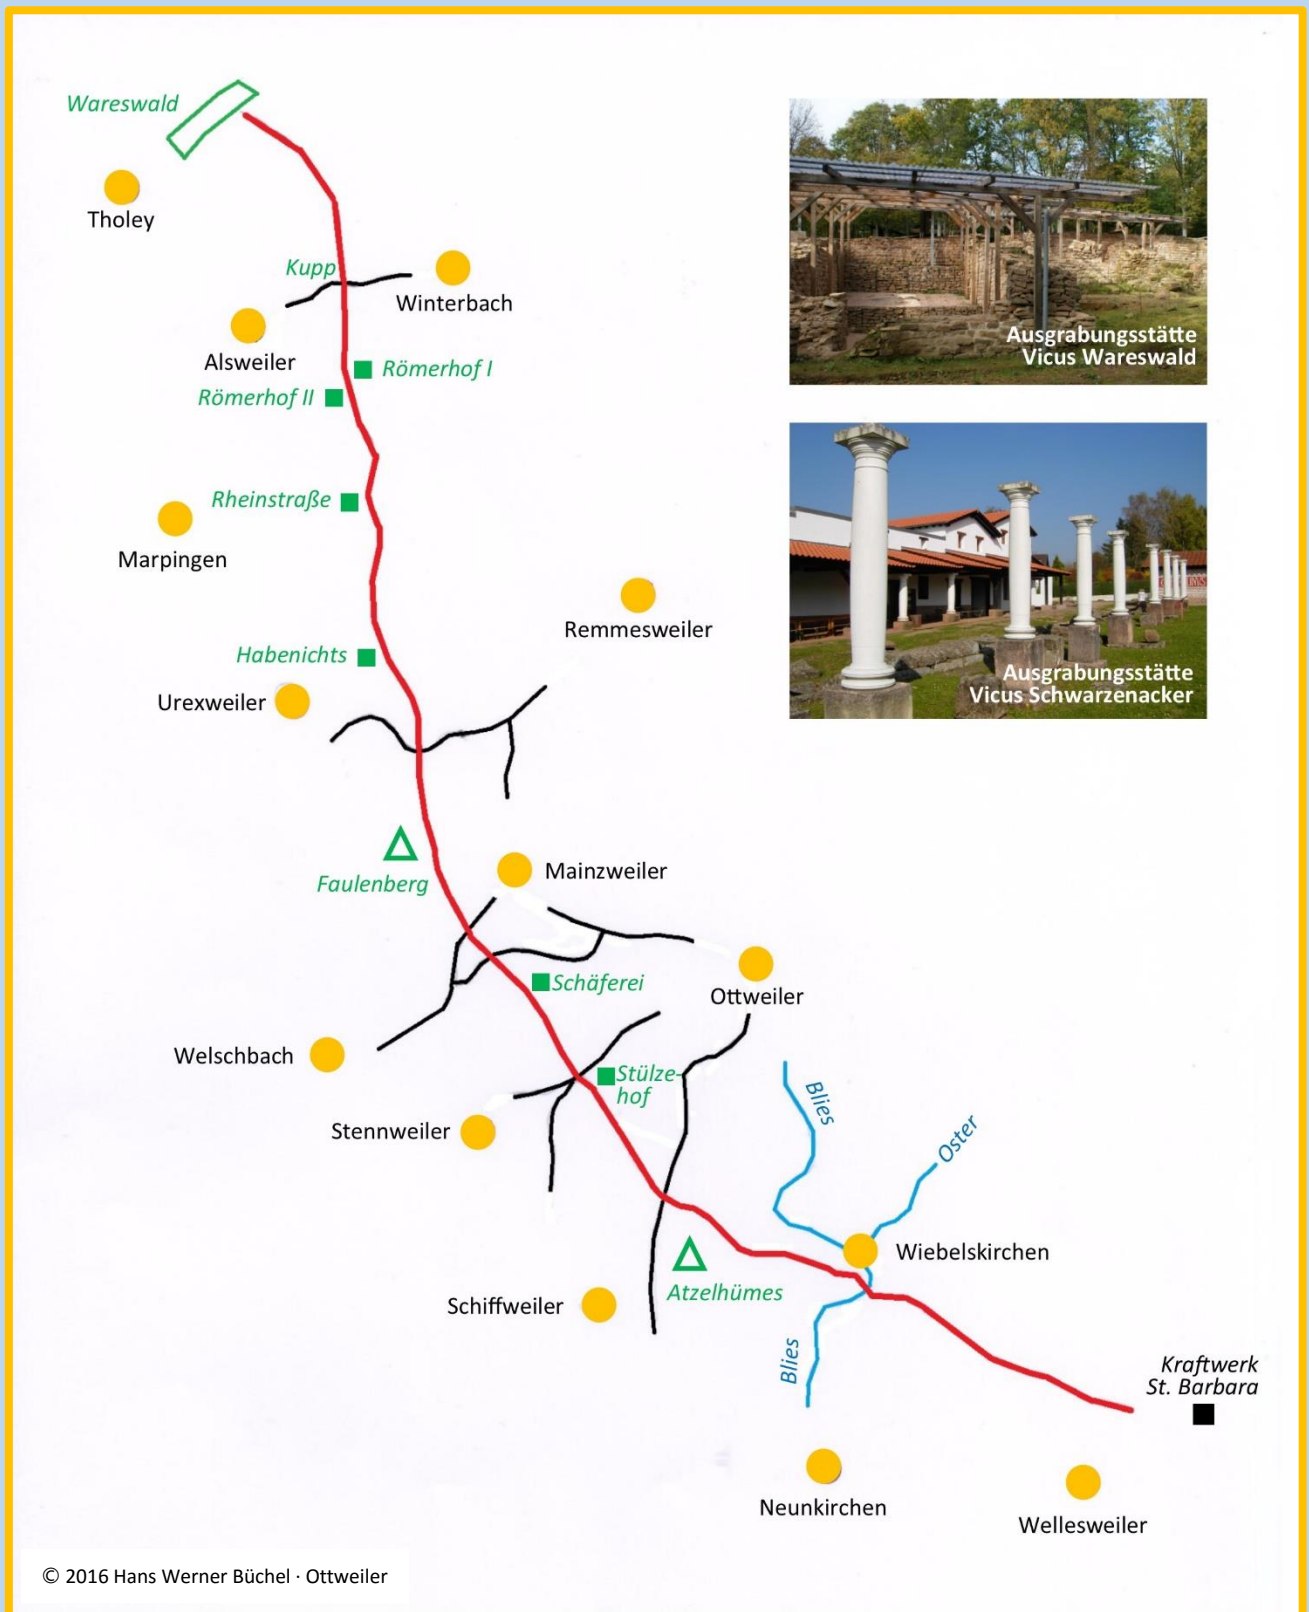 Wareswald
Tholey
Kupp
Winterbach
Alsweiler
Römerhof I
Römerhof II
Rheinstraße
Marpingen
Remmesweiler
Habenichts
Urexweiler
Mainzweiler
Faulenberg
Schäferei
Ottweiler
Welschbach
Stülze-
hof
Stennweiler
Blies
Oster
Wiebelskirchen
Atzelhümes
Schiffweiler
Blies
Kraftwerk
St. Barbara
Neunkirchen
Wellesweiler
Ausgrabungsstätte
Vicus Wareswald
Ausgrabungsstätte
Vicus Schwarzenacker
© 2016 Hans Werner Büchel · Ottweiler